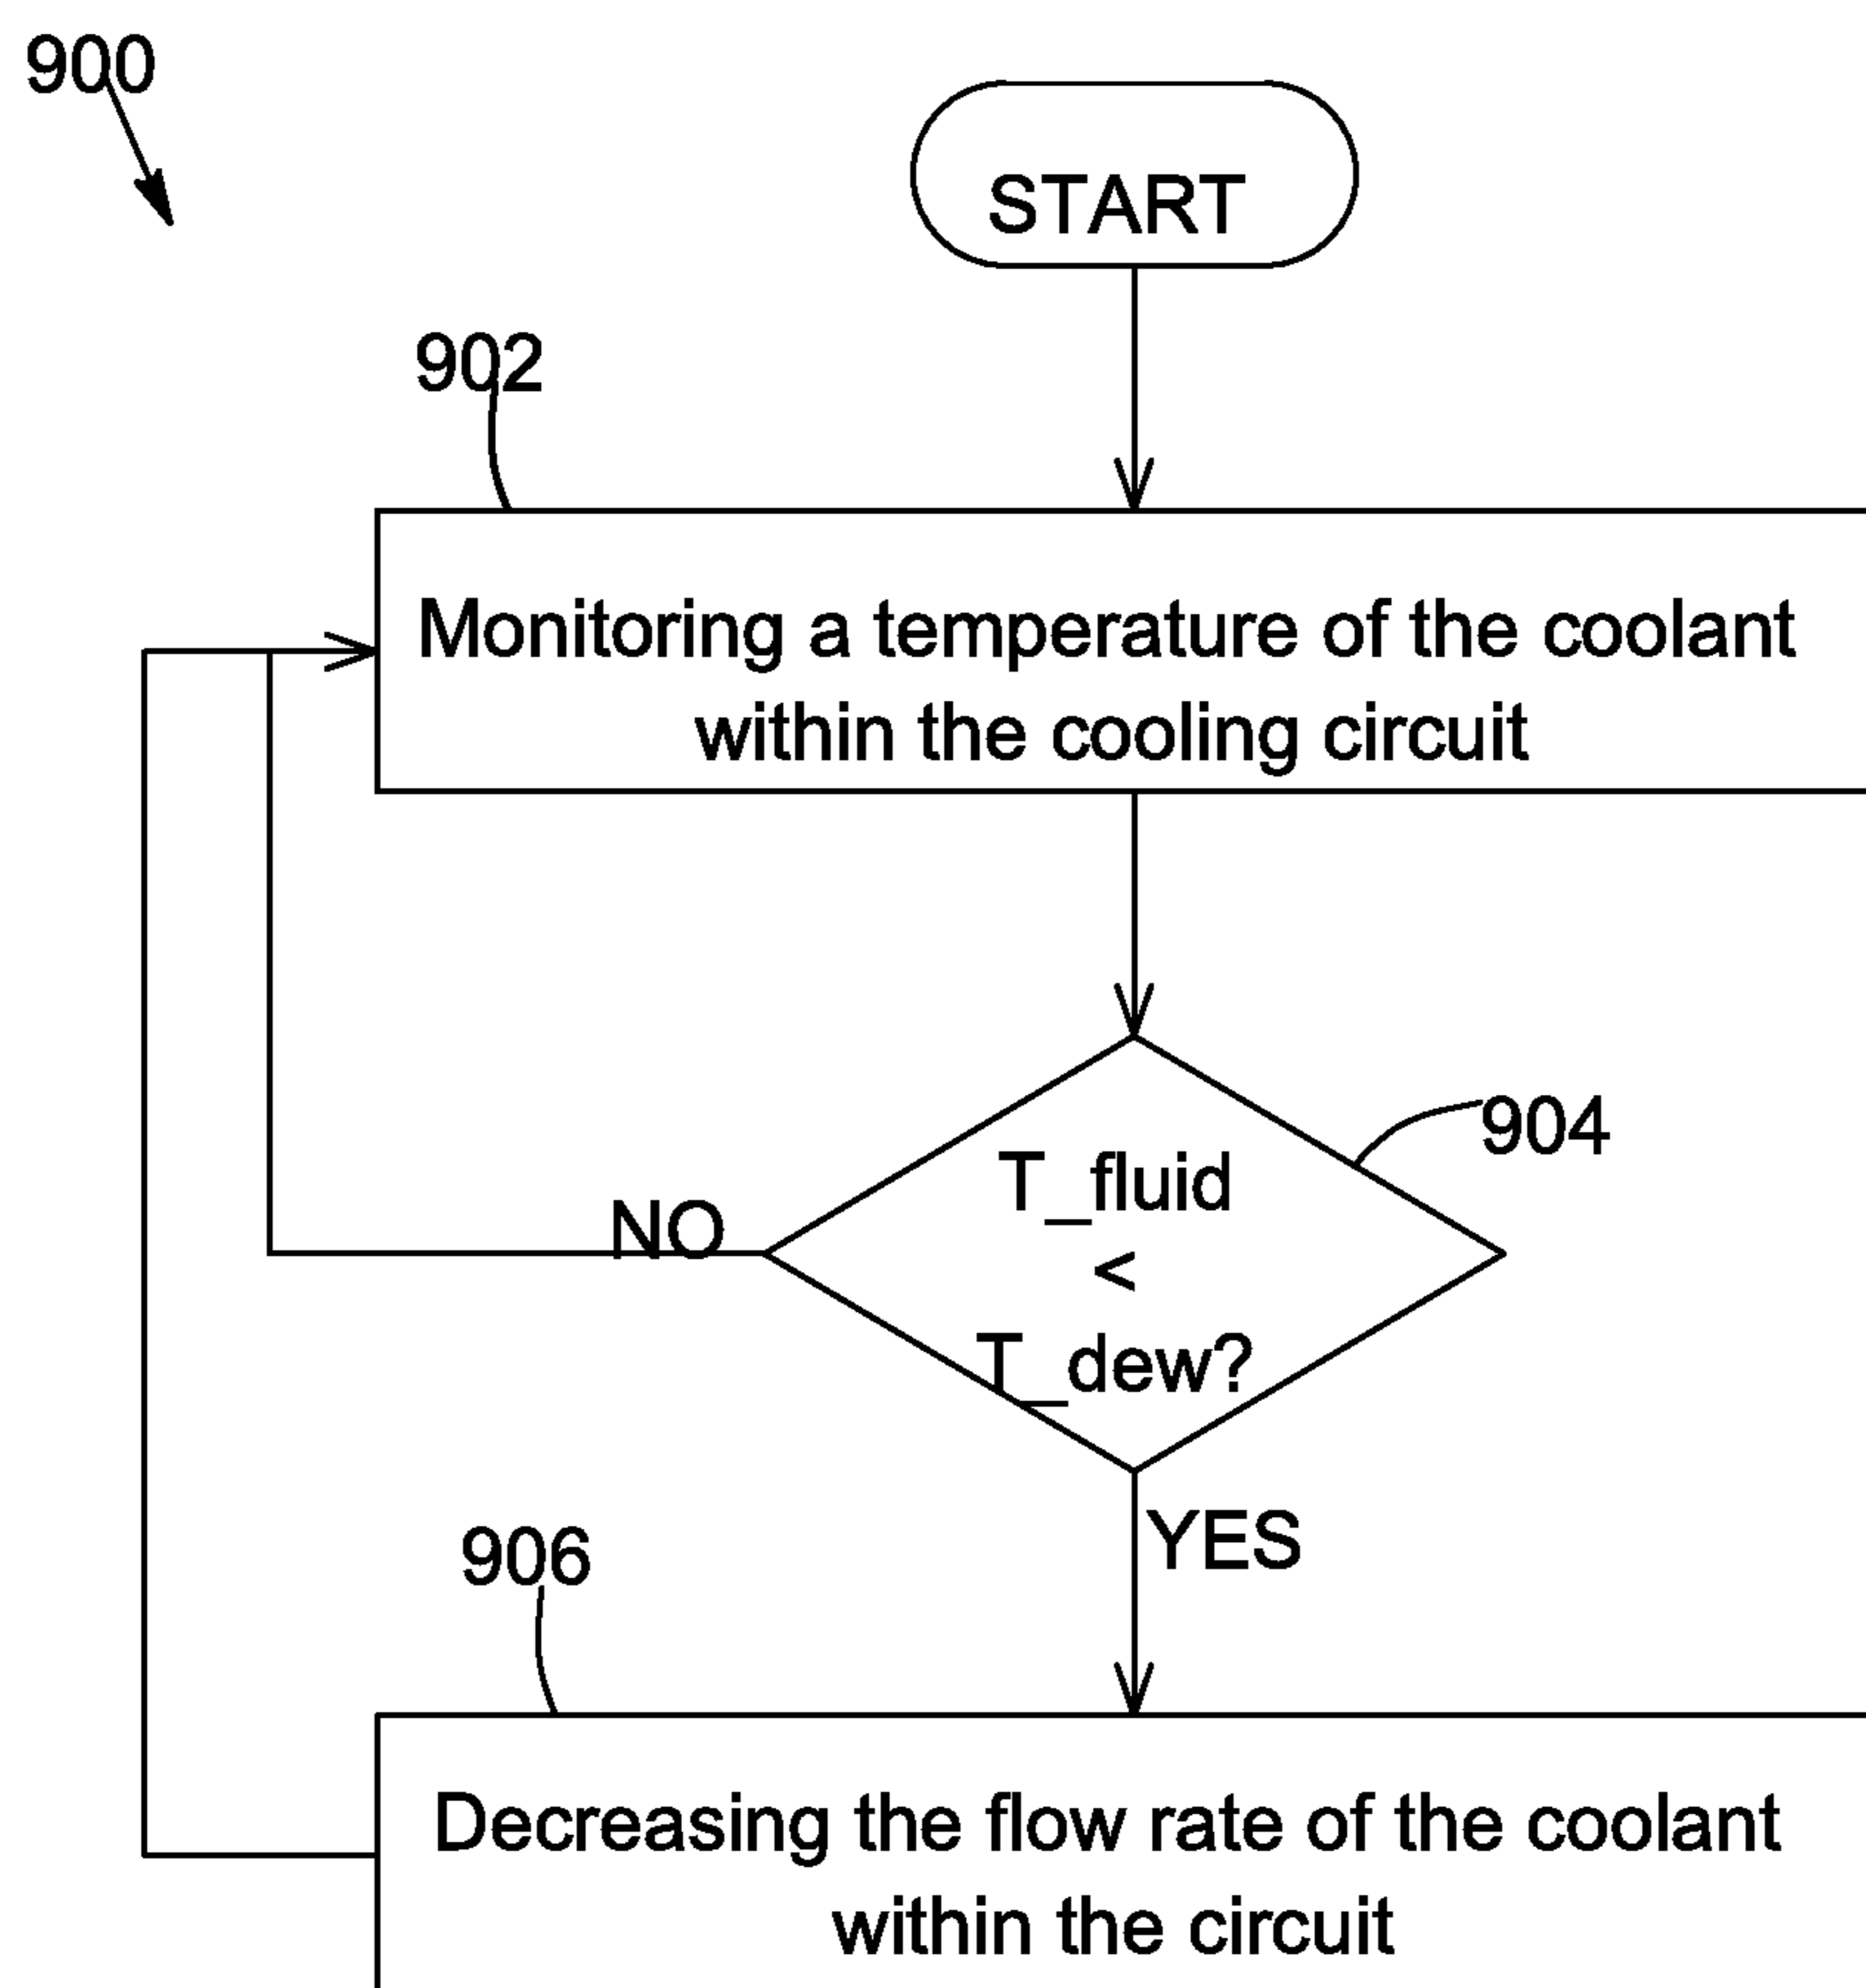 900
START
902
Monitoring a temperature of the coolant
within the cooling circuit
904
T_fluid
<
T_dew?
NO
YES
906
Decreasing the flow rate of the coolant
within the circuit